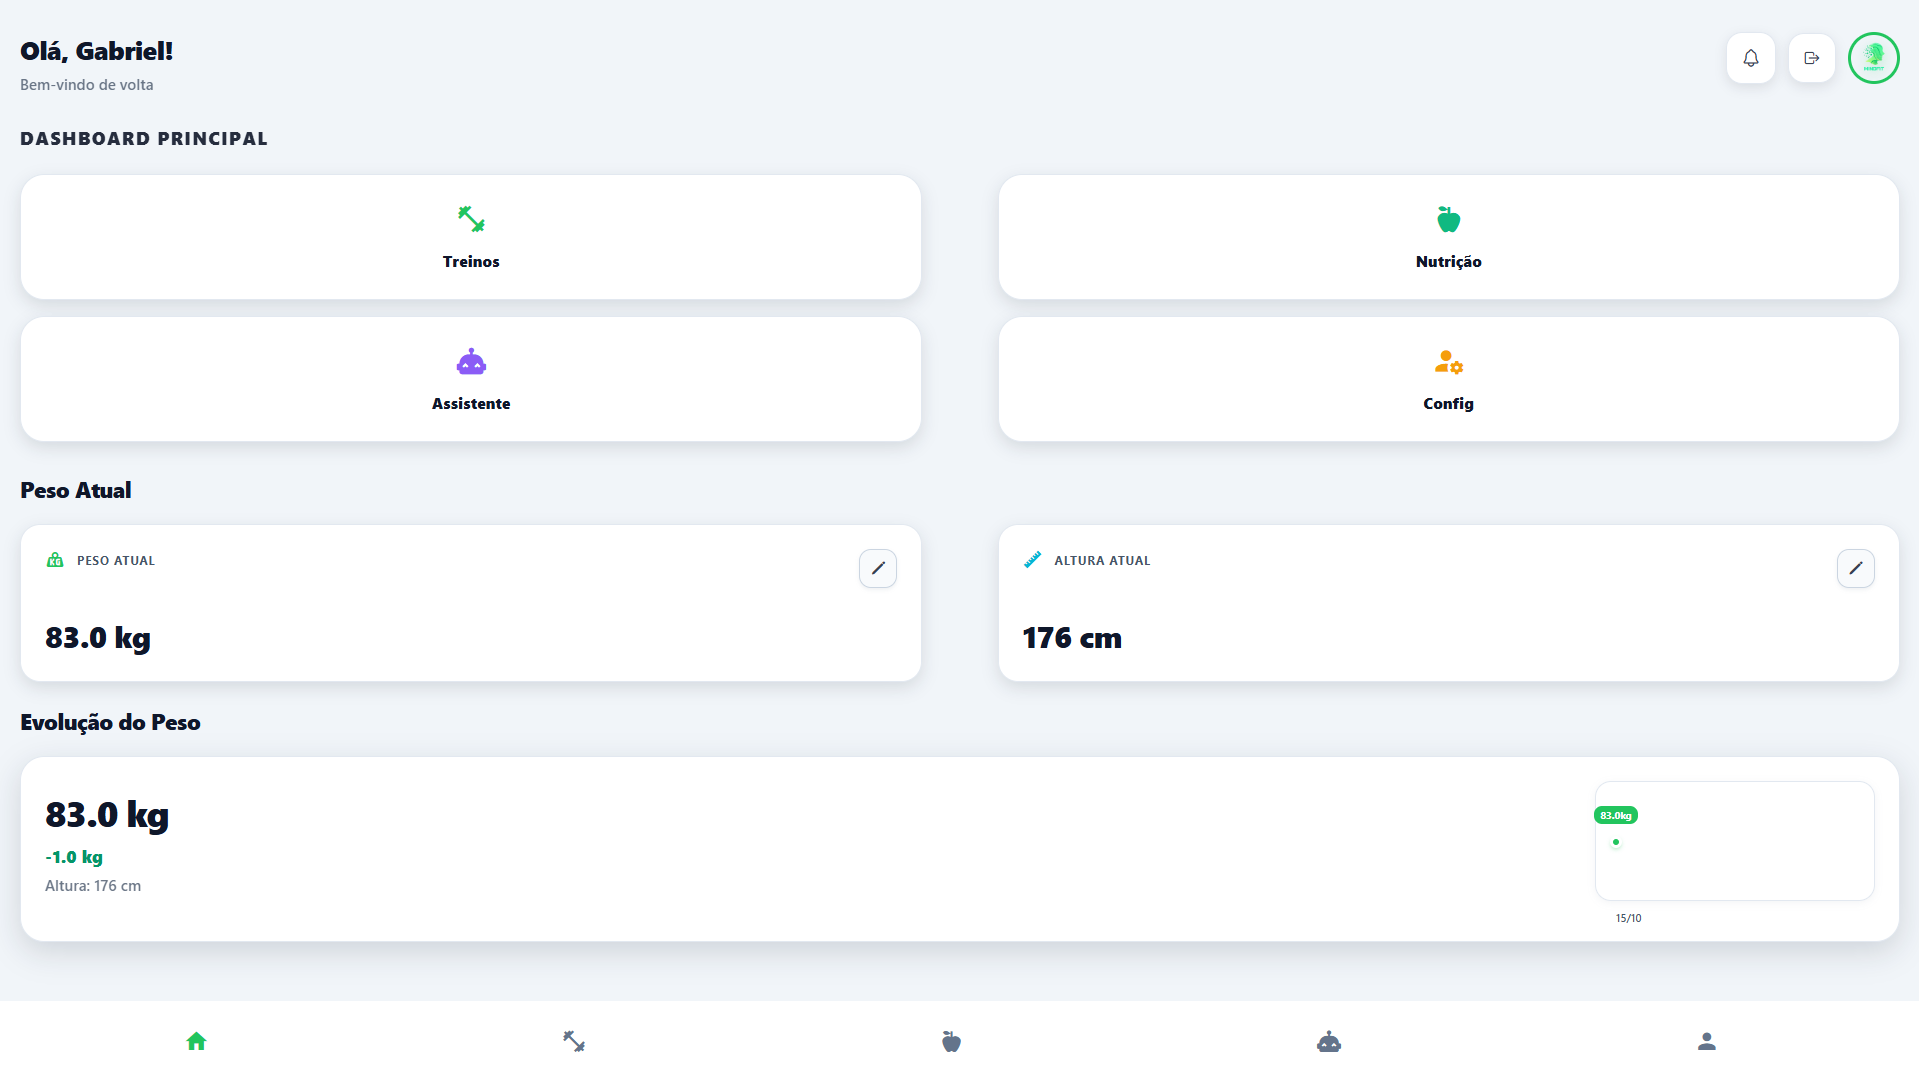 Olá, Gabriel!
Bem-vindo de volta
MINDFIT
DASHBOARD PRINCIPAL
Treinos
Nutrição
Assistente
Config
Peso Atual
KG PESO ATUAL
ALTURA ATUAL
83.0 kg
176 cm
Evolução do Peso
83.0 kg
-1.0 kg
Altura: 176 cm
83.0kg
15/10